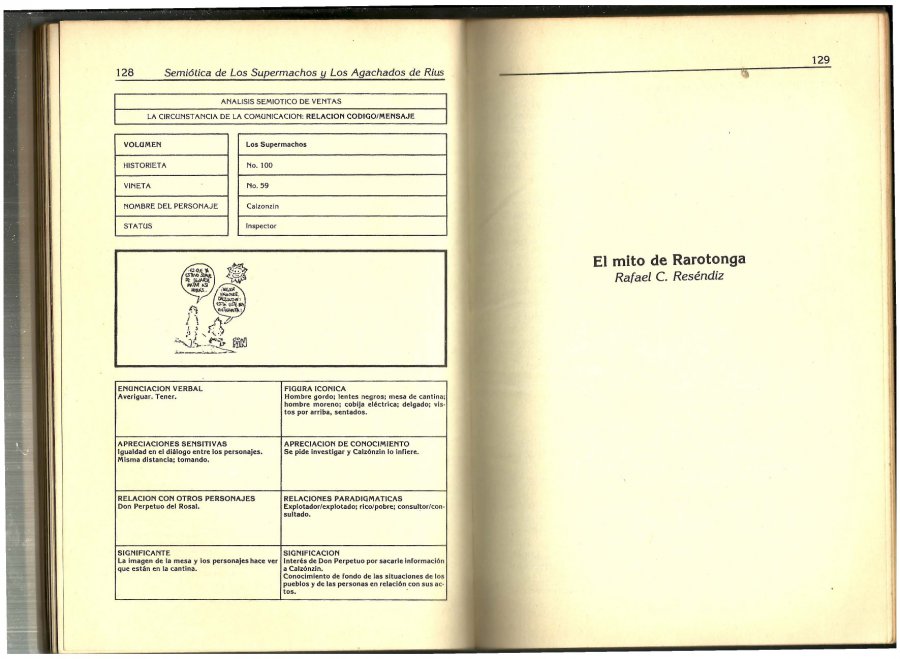 128 Semiótica de Los Supermachos y Los Agachados de Rius
ANALISIS SEMIOTICO DE VENTAS
LA CIRCUNSTANCIA DE LA COMUNICACION: RELACION CODIGO/MENSAJE
VOLUMEN Los Supermachos
HISTORIETA No. 100
VINETA No. 59
NOMBRE DEL PERSONAJE Calzonzin
STATUS Inspector
ENUNCIACION VERBAL
Averiguar. Tener.
FIGURA ICONICA
Hombre gordo; lentes negros; mesa de cantina;
hombre moreno; cobija eléctrica; delgado; vis-
tos por arriba, sentados.
APRECIACIONES SENSITIVAS
Igualdad en el diálogo entre los personajes.
Misma distancia; tomando.
APRECIACION DE CONOCIMIENTO
Se pide investigar y Calzónzin lo infiere.
RELACION CON OTROS PERSONAJES
Don Perpetuo del Rosal.
RELACIONES PARADIGMATICAS
Explotador/explotado; rico/pobre; consultor/con-
sultado.
SIGNIFICANTE
La imagen de la mesa y los personajes hace ver
que están en la cantina.
SIGNIFICACION
Interés de Don Perpetuo por sacarle información
a Calzónzin.
Conocimiento de fondo de las situaciones de los
pueblos y de las personas en relación con sus ac-
tos.
129
El mito de Rarotonga
Rafael C. Reséndiz